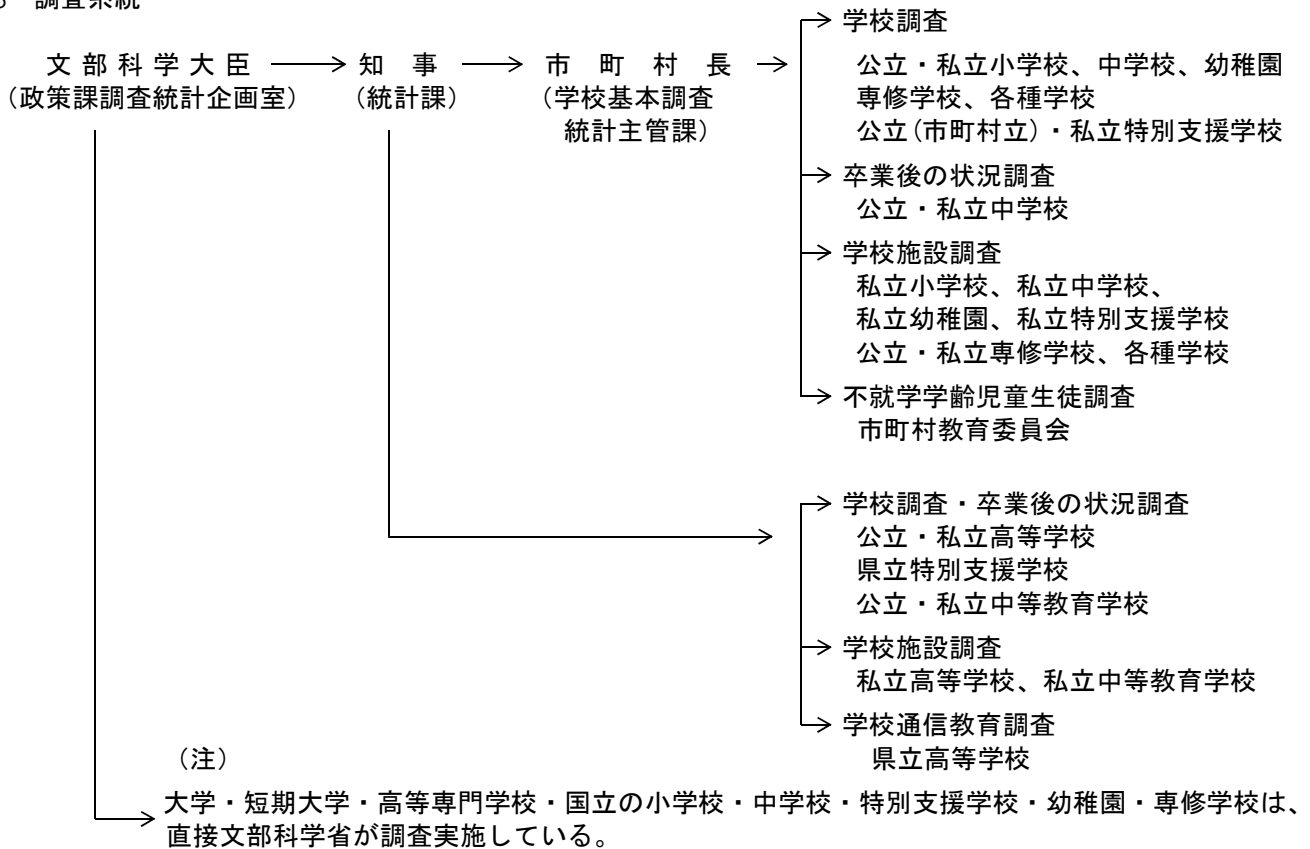 調査系統
文部科学大臣 → 知事 → 市町村長 →
(政策課調査統計企画室) (統計課) (学校基本調査
統計主管課)
学校調査
公立・私立小学校、中学校、幼稚園
専修学校、各種学校
公立(市町村立)・私立特別支援学校
卒業後の状況調査
公立・私立中学校
学校施設調査
私立小学校、私立中学校、
私立幼稚園、私立特別支援学校
公立・私立専修学校、各種学校
不就学学齢児童生徒調査
市町村教育委員会
学校調査・卒業後の状況調査
公立・私立高等学校
県立特別支援学校
公立・私立中等教育学校
学校施設調査
私立高等学校、私立中等教育学校
学校通信教育調査
県立高等学校
(注)
大学・短期大学・高等専門学校・国立の小学校・中学校・特別支援学校・幼稚園・専修学校は、
直接文部科学省が調査実施している。